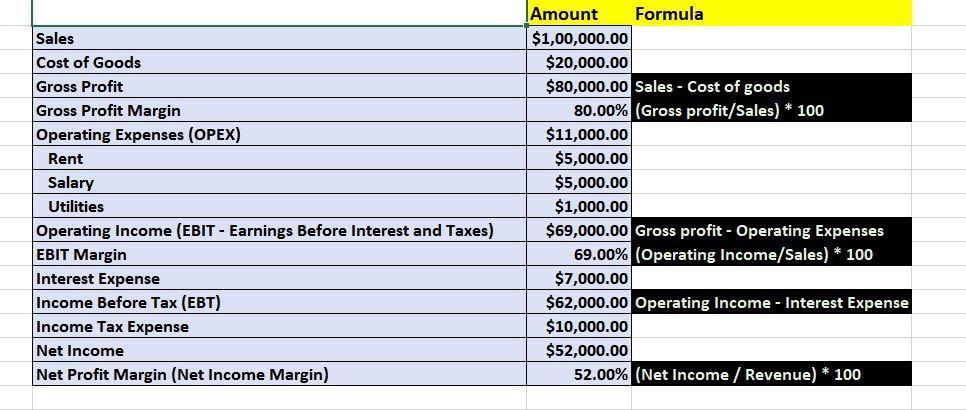 Amount Formula
Sales $1,00,000.00
Cost of Goods $20,000.00
Gross Profit $80,000.00 Sales - Cost of goods
Gross Profit Margin 80.00% (Gross profit/Sales) * 100
Operating Expenses (OPEX) $11,000.00
Rent $5,000.00
Salary $5,000.00
Utilities $1,000.00
Operating Income (EBIT - Earnings Before Interest and Taxes) $69,000.00 Gross profit - Operating Expenses
EBIT Margin 69.00% (Operating Income/Sales) * 100
Interest Expense $7,000.00
Income Before Tax (EBT) $62,000.00 Operating Income - Interest Expense
Income Tax Expense $10,000.00
Net Income $52,000.00
Net Profit Margin (Net Income Margin) 52.00% (Net Income / Revenue) * 100